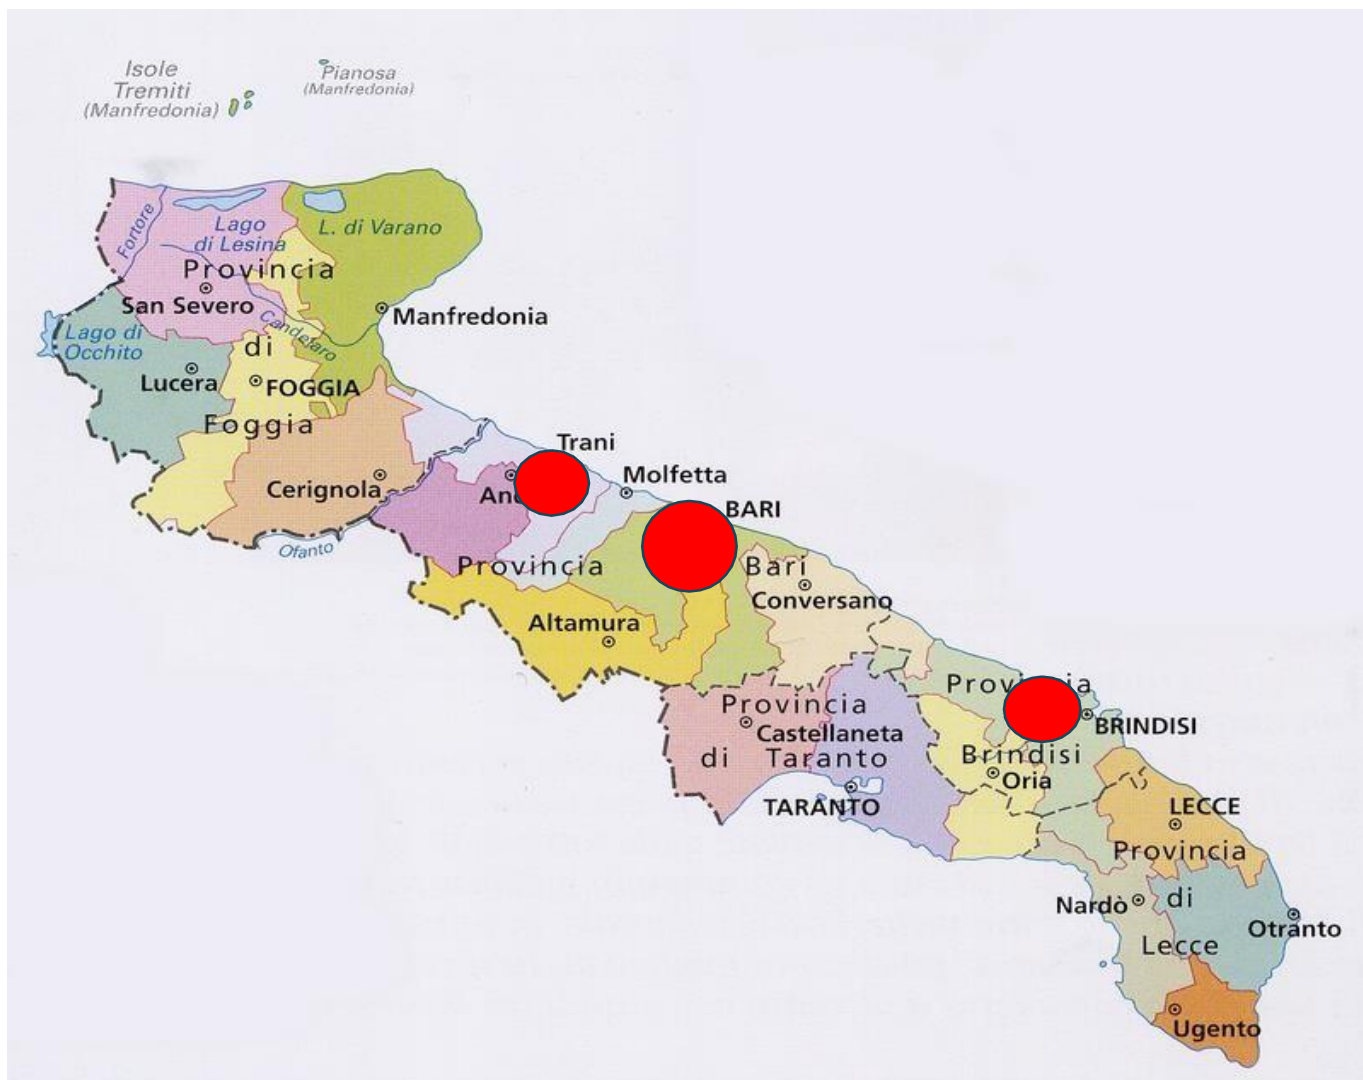 Isole
Tremiti
(Manfredonia)
Pianosa
(Manfredonia)
Fortore
Lago
di Lesina
L. di Varano
Provincia
San Severo
Manfredonia
Candelaro
Lago di
Occhito
di
Lucera
FOGGIA
Foggia
Trani
Molfetta
Cerignola
BARI
Ofanto
Provincia
Bari
Conversano
Altamura
Provincia
Provincia
Castellaneta
BRINDISI
di Taranto
Brindisi
Oria
TARANTO
LECCE
Provincia
Nardò
di
Otranto
Lecce
Ugento